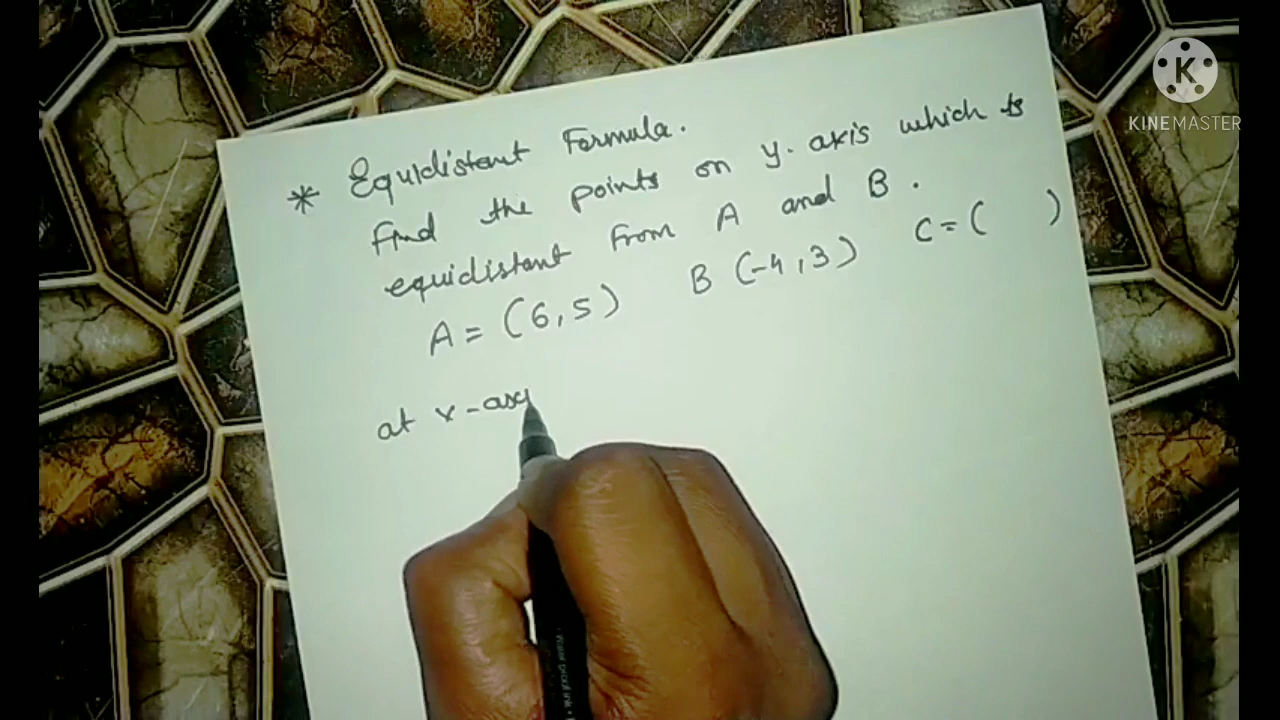 * Equidistant Formula.
find the points on y-axis which is
equidistant from A and B.
A = (6,5) B (-4,3) C = ( )
at x-axi
K
KINEMASTER